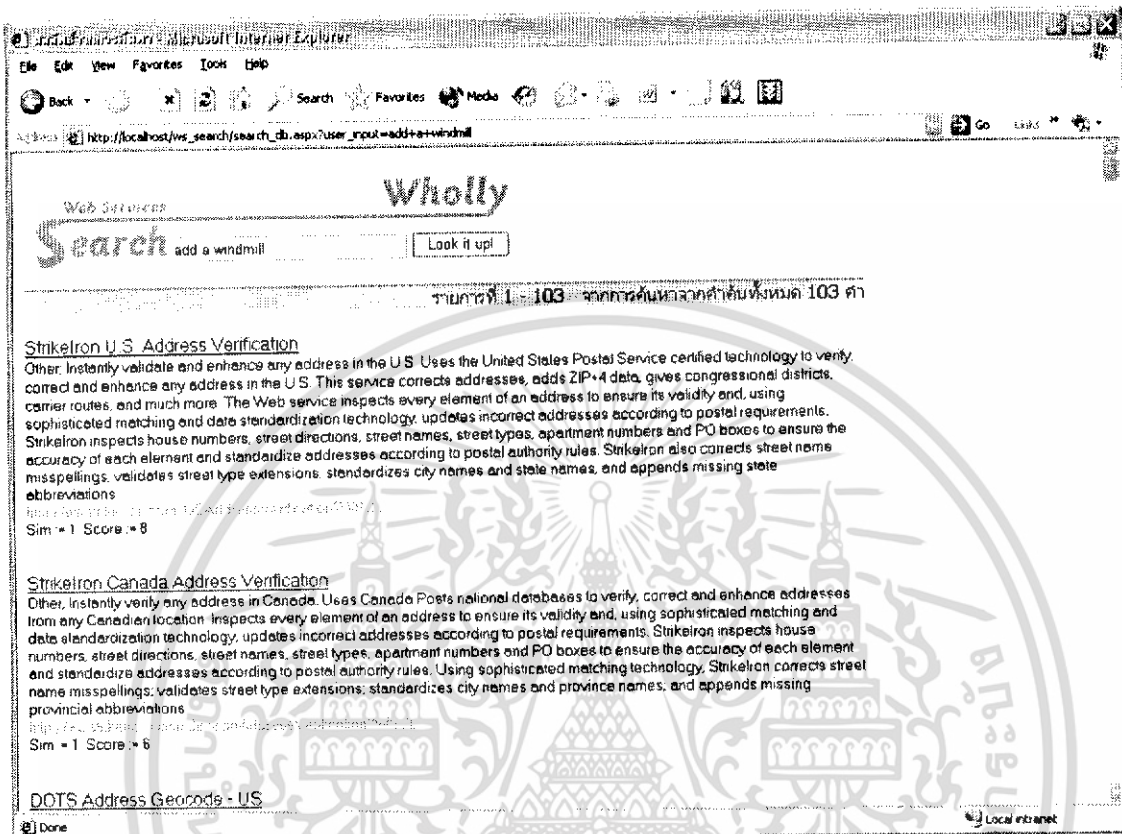 Microsoft Internet Explorer
File Edit View Favorites Tools Help
Back Search Favorites Media
Address http://localhost/ws_search/search_db.aspx?user_input=add+a+windmill Go Links »
Web Services Wholly
Search add a windmill Look it up!
รายการที่ 1 - 103 จากการค้นหาจากคำค้นทั้งหมด 103 คำ
StrikeIron U.S. Address Verification
Other, Instantly validate and enhance any address in the U.S. Uses the United States Postal Service certified technology to verify,
correct and enhance any address in the U.S. This service corrects addresses, adds ZIP+4 data, gives congressional districts,
carrier routes, and much more. The Web service inspects every element of an address to ensure its validity and, using
sophisticated matching and data standardization technology, updates incorrect addresses according to postal requirements.
StrikeIron inspects house numbers, street directions, street names, street types, apartment numbers and PO boxes to ensure the
accuracy of each element and standardize addresses according to postal authority rules. StrikeIron also corrects street name
misspellings, validates street type extensions, standardizes city names and state names, and appends missing state
abbreviations
Sim := 1 Score := 8
StrikeIron Canada Address Verification
Other, Instantly verify any address in Canada. Uses Canada Posts national databases to verify, correct and enhance addresses
from any Canadian location. Inspects every element of an address to ensure its validity and, using sophisticated matching and
data standardization technology, updates incorrect addresses according to postal requirements. StrikeIron inspects house
numbers, street directions, street names, street types, apartment numbers and PO boxes to ensure the accuracy of each element
and standardize addresses according to postal authority rules. Using sophisticated matching technology, StrikeIron corrects street
name misspellings; validates street type extensions; standardizes city names and province names; and appends missing
provincial abbreviations
Sim := 1 Score := 6
DOTS Address Geocode - US
Done Local intranet